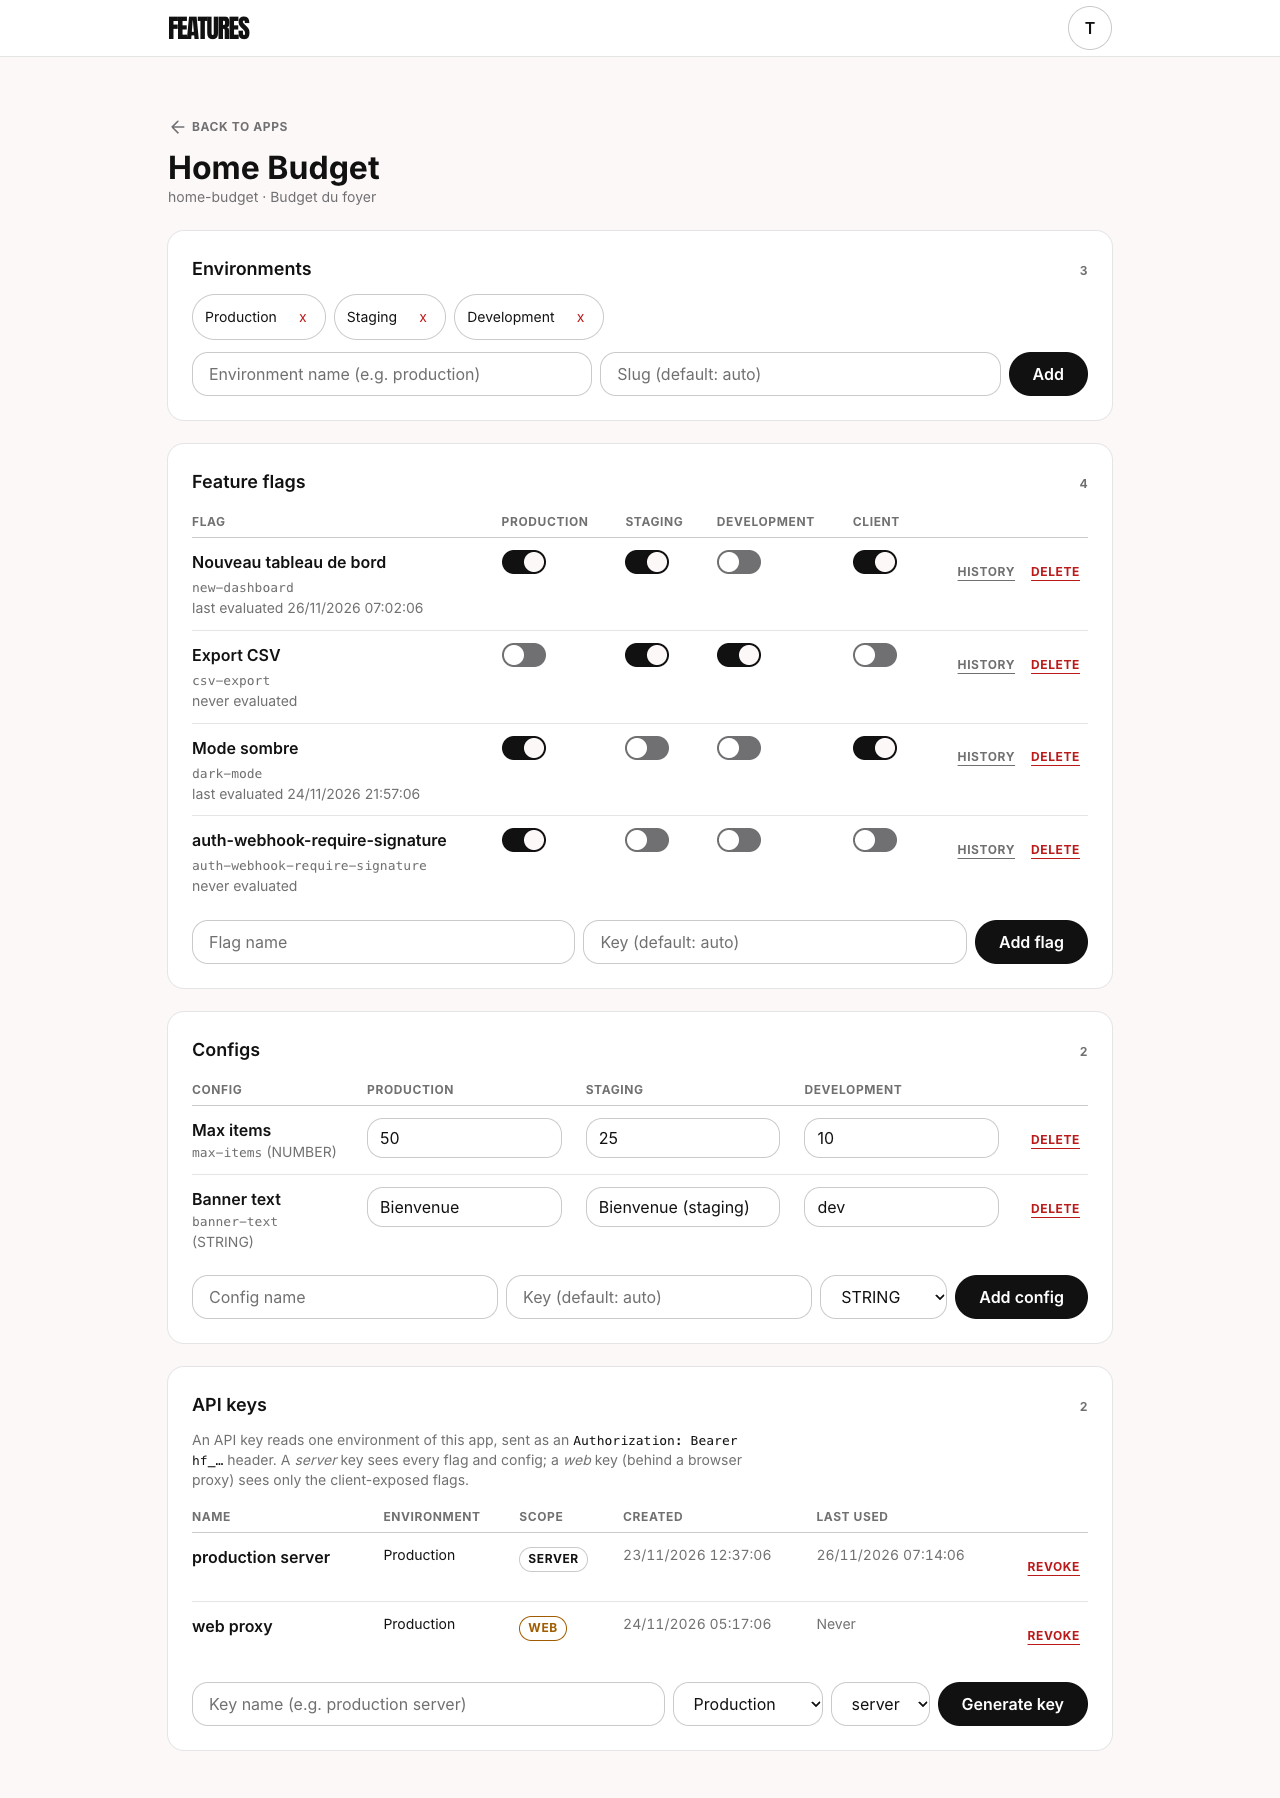 FEATURES
T
BACK TO APPS
Home Budget
home-budget · Budget du foyer
Environments
3
Production x
Staging x
Development x
Environment name (e.g. production)
Slug (default: auto)
Add
Feature flags
4
FLAG PRODUCTION STAGING DEVELOPMENT CLIENT
Nouveau tableau de bord
HISTORY DELETE
new-dashboard
last evaluated 26/11/2026 07:02:06
Export CSV
HISTORY DELETE
csv-export
never evaluated
Mode sombre
HISTORY DELETE
dark-mode
last evaluated 24/11/2026 21:57:06
auth-webhook-require-signature
HISTORY DELETE
auth-webhook-require-signature
never evaluated
Flag name
Key (default: auto)
Add flag
Configs
2
CONFIG PRODUCTION STAGING DEVELOPMENT
Max items
max-items (NUMBER)
50
25
10
DELETE
Banner text
banner-text
(STRING)
Bienvenue
Bienvenue (staging)
dev
DELETE
Config name
Key (default: auto)
STRING
Add config
API keys
2
An API key reads one environment of this app, sent as an Authorization: Bearer
hf_… header. A server key sees every flag and config; a web key (behind a browser
proxy) sees only the client-exposed flags.
NAME ENVIRONMENT SCOPE CREATED LAST USED
production server Production SERVER 23/11/2026 12:37:06 26/11/2026 07:14:06 REVOKE
web proxy Production WEB 24/11/2026 05:17:06 Never REVOKE
Key name (e.g. production server)
Production
server
Generate key